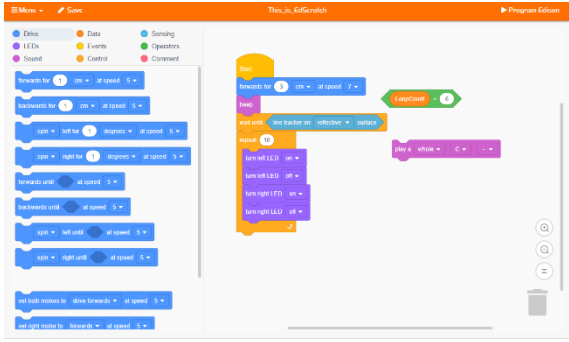 Menu Save This_is_EdScratch Program Edison
Drive Data Sensing
LEDs Events Operators
Sound Control Comment
forwards for 1 cm at speed 5
backwards for 1 cm at speed 5
spin left for 1 degrees at speed 5
spin right for 1 degrees at speed 5
forwards until at speed 5
backwards until at speed 5
spin left until at speed 5
spin right until at speed 5
set both motors to drive forwards at speed 5
set right motor to forwards at speed 5
Start
forwards for 3 cm at speed 7
beep
wait until line tracker on reflective surface
repeat 10
turn left LED on
turn left LED off
turn right LED on
turn right LED off
LoopCount = 6
play a whole C -